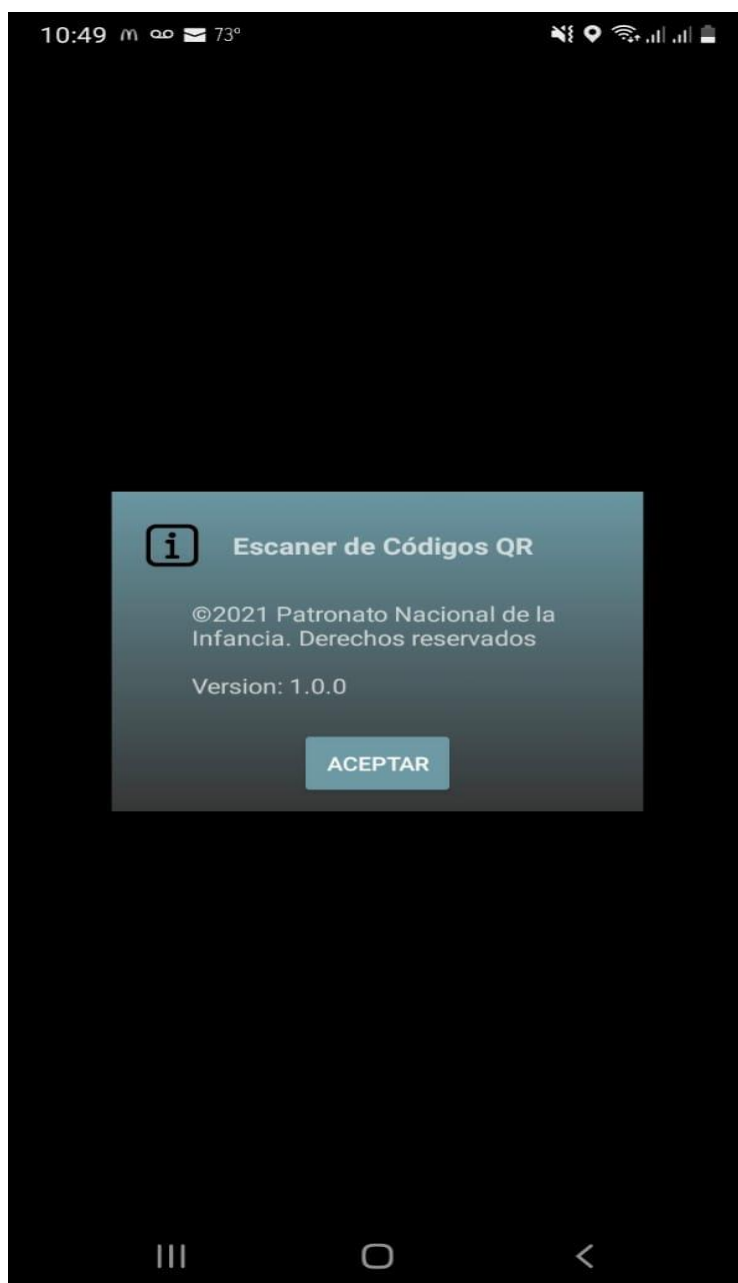 10:49 73°
Escaner de Códigos QR
©2021 Patronato Nacional de la
Infancia. Derechos reservados
Version: 1.0.0
ACEPTAR